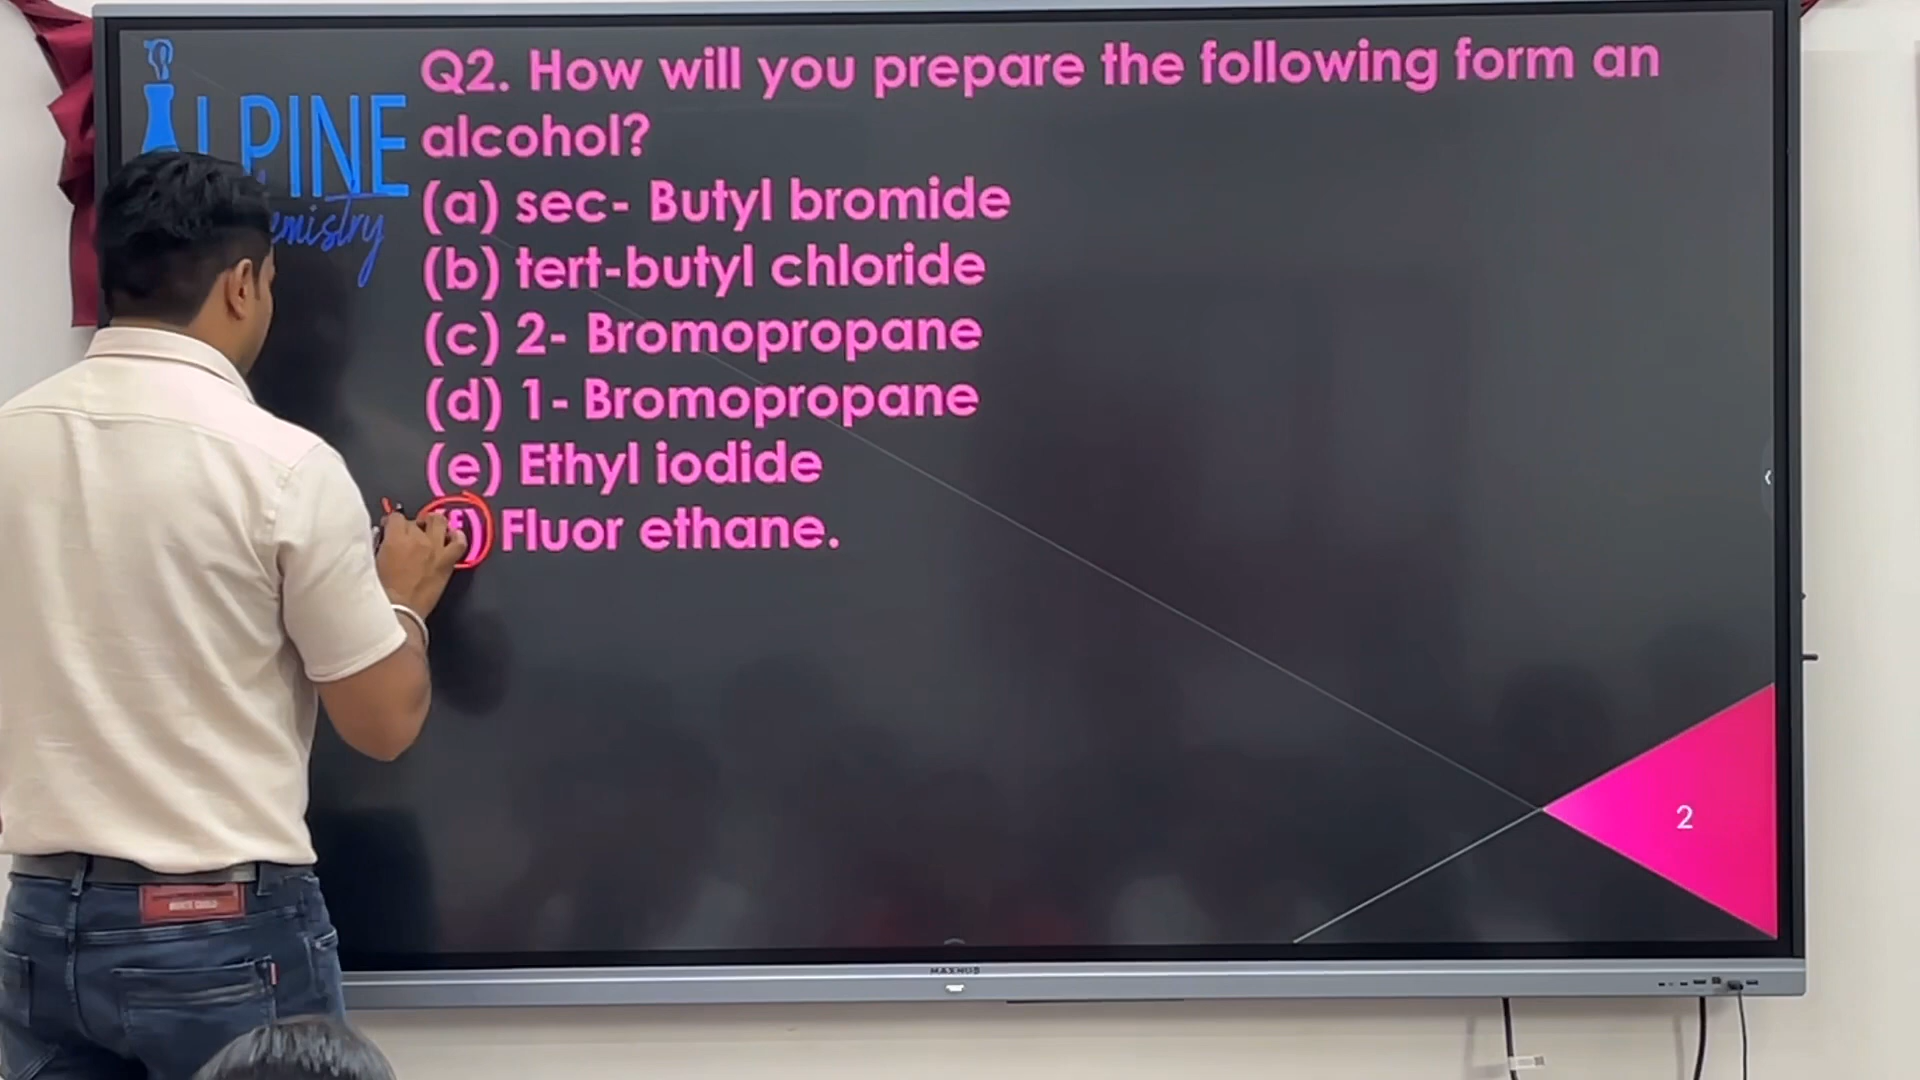 Q2. How will you prepare the following form an
alcohol?
ALPINE
(a) sec- Butyl bromide
(b) tert-butyl chloride
(c) 2- Bromopropane
(d) 1- Bromopropane
(e) Ethyl iodide
(f) Fluor ethane.
2
MAXHUB